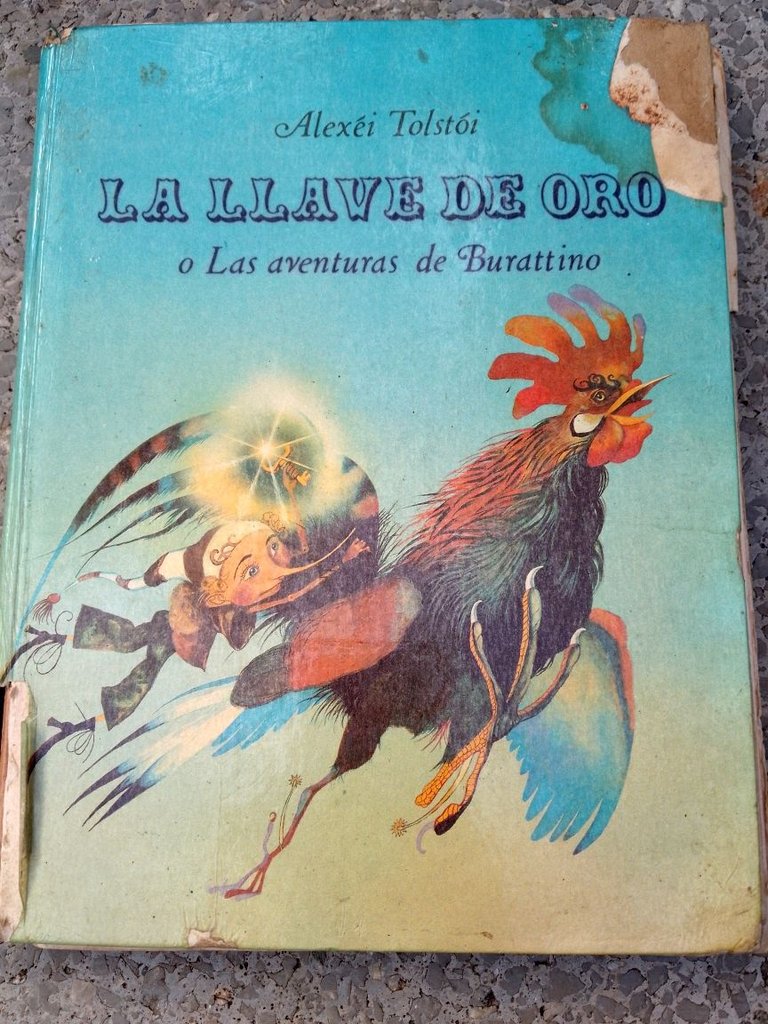 Alexéi Tolstói
LA LLAVE DE ORO
o Las aventuras de Burattino